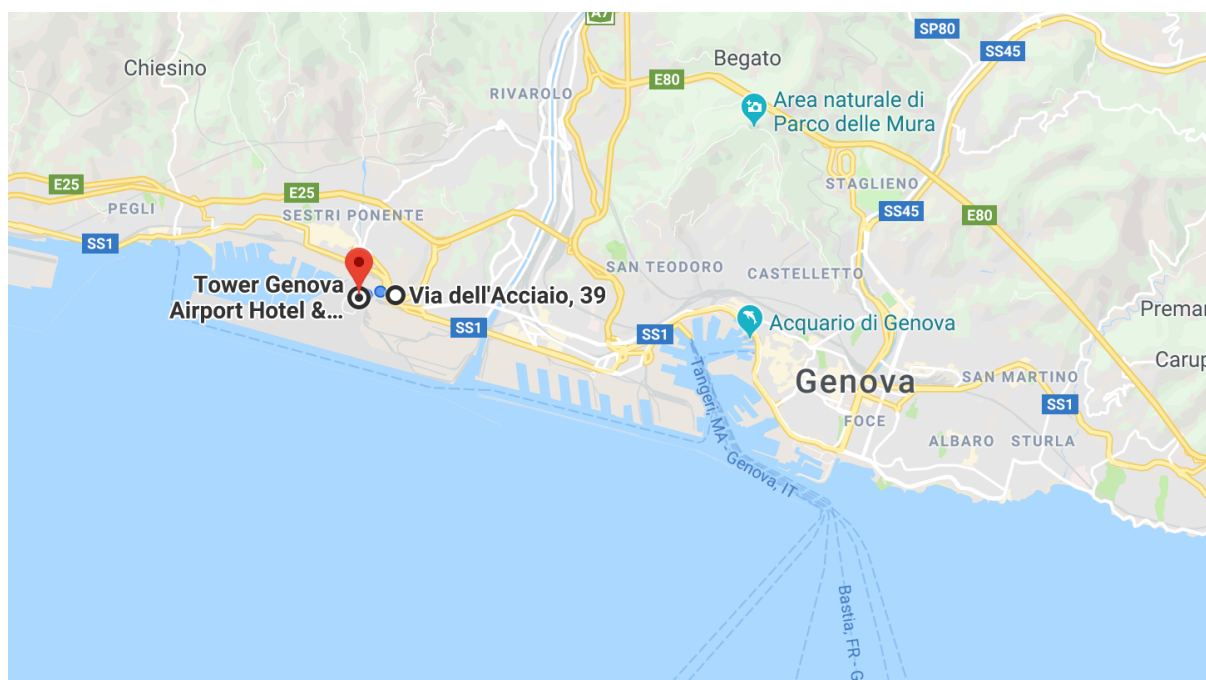 A7
SP80
SS45
Begato
Chiesino
E80
RIVAROLO
Area naturale di
Parco delle Mura
E25
E25
STAGLIENO
PEGLI
SESTRI PONENTE
SS45
E80
SS1
SAN TEODORO
CASTELLETTO
Tower Genova
Airport Hotel &...
Via dell'Acciaio, 39
SS1
SS1
Acquario di Genova
Genova
SAN MARTINO
SS1
FOCE
ALBARO
STURLA
Tangeri, MA - Genova, IT
Bastia, FR - G
Premar
Carup